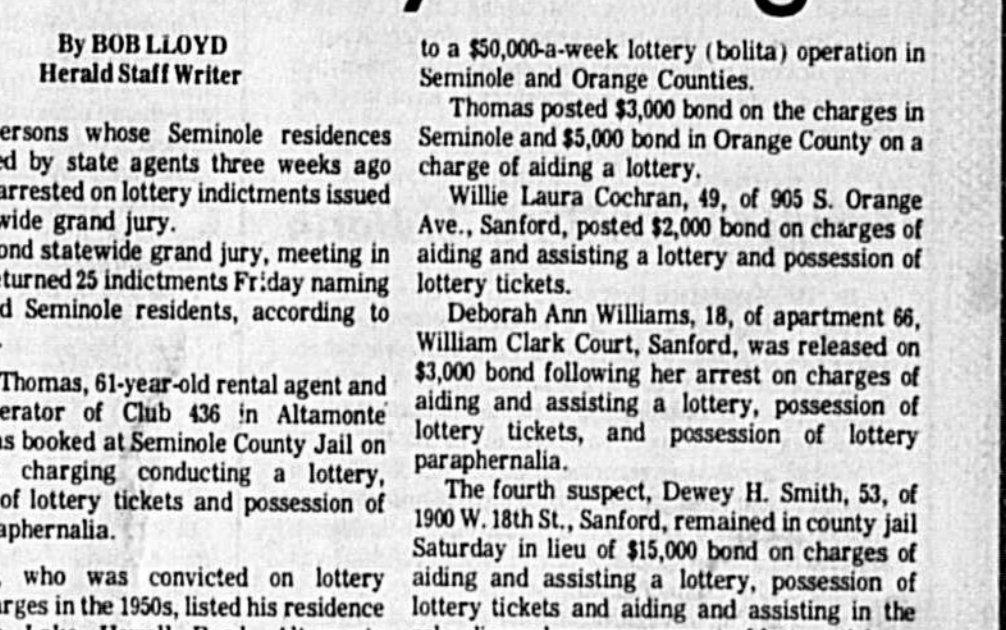 By BOB LLOYD
Herald Staff Writer
ersons whose Seminole residences
ed by state agents three weeks ago
arrested on lottery indictments issued
wide grand jury.
ond statewide grand jury, meeting in
eturned 25 indictments Friday naming
d Seminole residents, according to
Thomas, 61-year-old rental agent and
erator of Club 436 in Altamonte
as booked at Seminole County Jail on
charging conducting a lottery,
of lottery tickets and possession of
aphernalia.
, who was convicted on lottery
arges in the 1950s, listed his residence
to a $50,000-a-week lottery (bolita) operation in
Seminole and Orange Counties.
Thomas posted $3,000 bond on the charges in
Seminole and $5,000 bond in Orange County on a
charge of aiding a lottery.
Willie Laura Cochran, 49, of 905 S. Orange
Ave., Sanford, posted $2,000 bond on charges of
aiding and assisting a lottery and possession of
lottery tickets.
Deborah Ann Williams, 18, of apartment 66,
William Clark Court, Sanford, was released on
$3,000 bond following her arrest on charges of
aiding and assisting a lottery, possession of
lottery tickets, and possession of lottery
paraphernalia.
The fourth suspect, Dewey H. Smith, 53, of
1900 W. 18th St., Sanford, remained in county jail
Saturday in lieu of $15,000 bond on charges of
aiding and assisting a lottery, possession of
lottery tickets and aiding and assisting in the